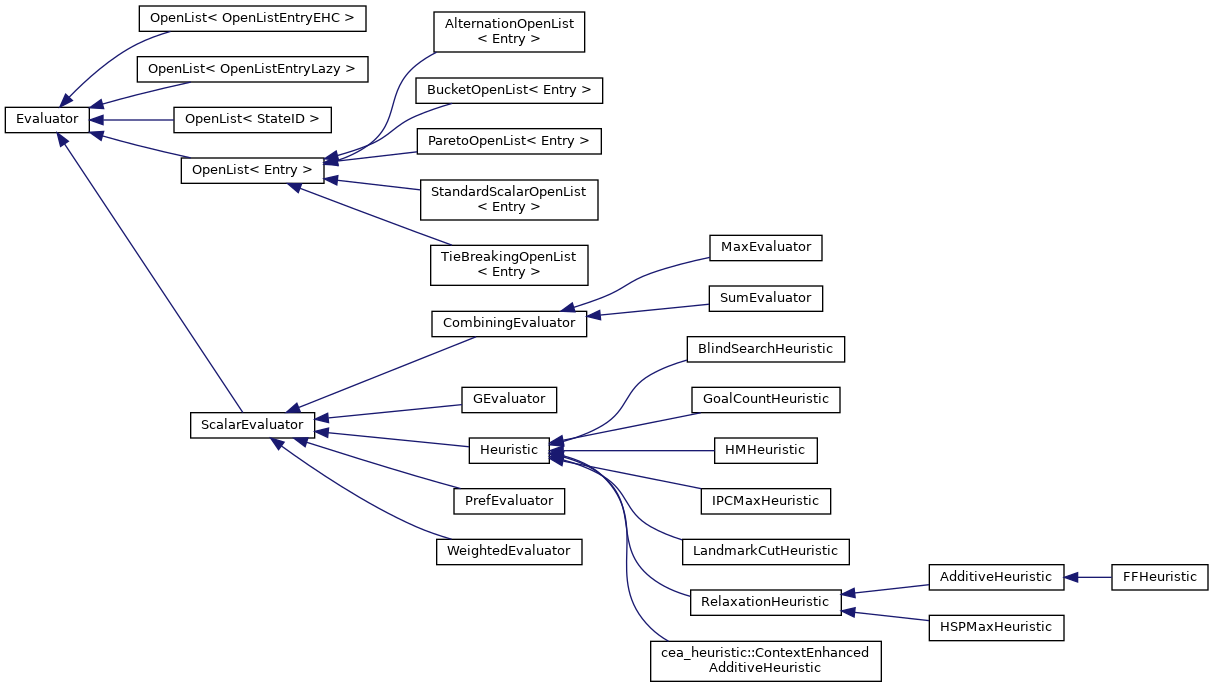 OpenList< OpenListEntryEHC >
OpenList< OpenListEntryLazy >
Evaluator
OpenList< StateID >
OpenList< Entry >
AlternationOpenList
< Entry >
BucketOpenList< Entry >
ParetoOpenList< Entry >
StandardScalarOpenList
< Entry >
TieBreakingOpenList
< Entry >
MaxEvaluator
SumEvaluator
CombiningEvaluator
BlindSearchHeuristic
GoalCountHeuristic
GEvaluator
ScalarEvaluator
Heuristic
HMHeuristic
PrefEvaluator
IPCMaxHeuristic
WeightedEvaluator
LandmarkCutHeuristic
RelaxationHeuristic
AdditiveHeuristic
FFHeuristic
HSPMaxHeuristic
cea_heuristic::ContextEnhanced
AdditiveHeuristic